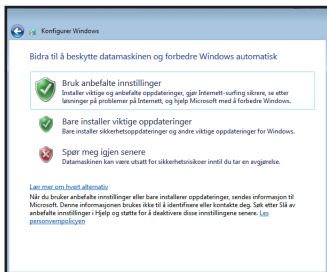 Konfigurer Windows
Bidra til å beskytte datamaskinen og forbedre Windows automatisk
Bruk anbefalte innstillinger
Installer viktige og anbefalte oppdateringer, gjør Internett-surfing sikrere, se etter
løsninger på problemer på Internett, og hjelp Microsoft med å forbedre Windows.
Bare installer viktige oppdateringer
Bare installer sikkerhetsoppdateringer og andre viktige oppdateringer for Windows.
Spør meg igjen senere
Datamaskinen kan være utsatt for sikkerhetsrisikoer inntil du tar en avgjørelse.
Lær mer om hvert alternativ
Når du bruker anbefalte innstillinger eller bare installerer oppdateringer, sendes informasjon til
Microsoft. Denne informasjonen brukes ikke til å identifisere eller kontakte deg. Søk etter Slå av
anbefalte innstillinger i Hjelp og støtte for å deaktivere disse innstillingene senere. Les
personvernpolicyen